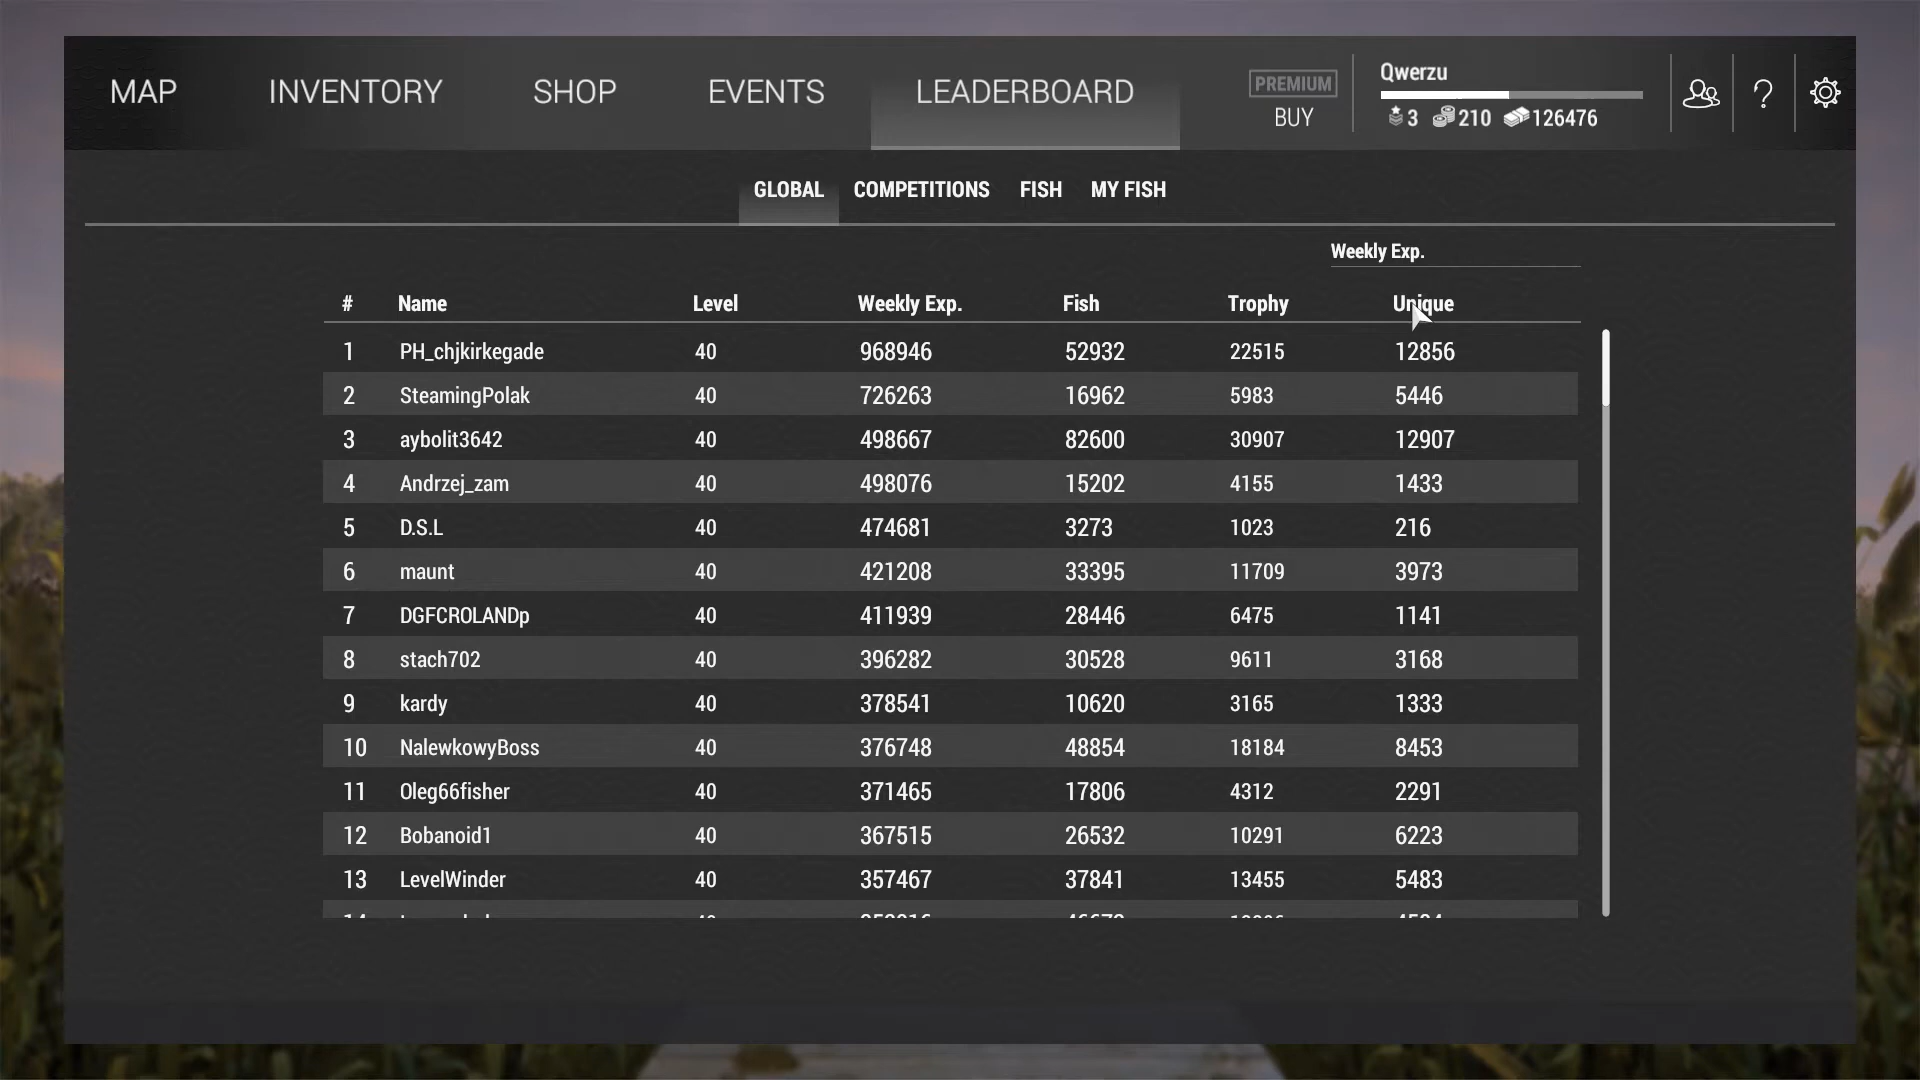 MAP INVENTORY SHOP EVENTS LEADERBOARD PREMIUM BUY Qwerzu 3 210 126476 ?
GLOBAL COMPETITIONS FISH MY FISH
Weekly Exp.
# Name Level Weekly Exp. Fish Trophy Unique
1 PH_chjkirkegade 40 968946 52932 22515 12856
2 SteamingPolak 40 726263 16962 5983 5446
3 aybolit3642 40 498667 82600 30907 12907
4 Andrzej_zam 40 498076 15202 4155 1433
5 D.S.L 40 474681 3273 1023 216
6 maunt 40 421208 33395 11709 3973
7 DGFCROLANDp 40 411939 28446 6475 1141
8 stach702 40 396282 30528 9611 3168
9 kardy 40 378541 10620 3165 1333
10 NalewkowyBoss 40 376748 48854 18184 8453
11 Oleg66fisher 40 371465 17806 4312 2291
12 Bobanoid1 40 367515 26532 10291 6223
13 LevelWinder 40 357467 37841 13455 5483